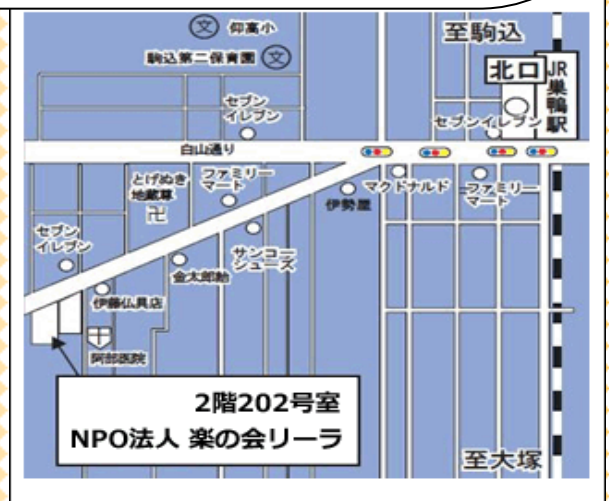 文 仰高小
至駒込
駒込第二保育園 文
北口
JR巣鴨駅
セブン
イレブン
セブンイレブン
白山通り
とげぬき
地蔵尊
卍
ファミリー
マート
マクドナルド
ファミリー
マート
伊勢屋
セブン
イレブン
サンコー
シューズ
金太郎飴
伊藤仏具店
阿部医院
2階202号室
NPO法人 楽の会リーラ
至大塚